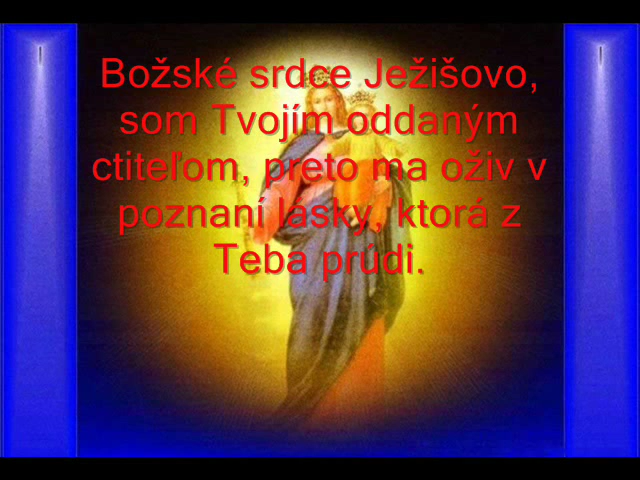 Božské srdce Ježišovo,
som Tvojím oddaným
ctiteľom, preto ma oživ v
poznaní lásky, ktorá z
Teba prúdi.